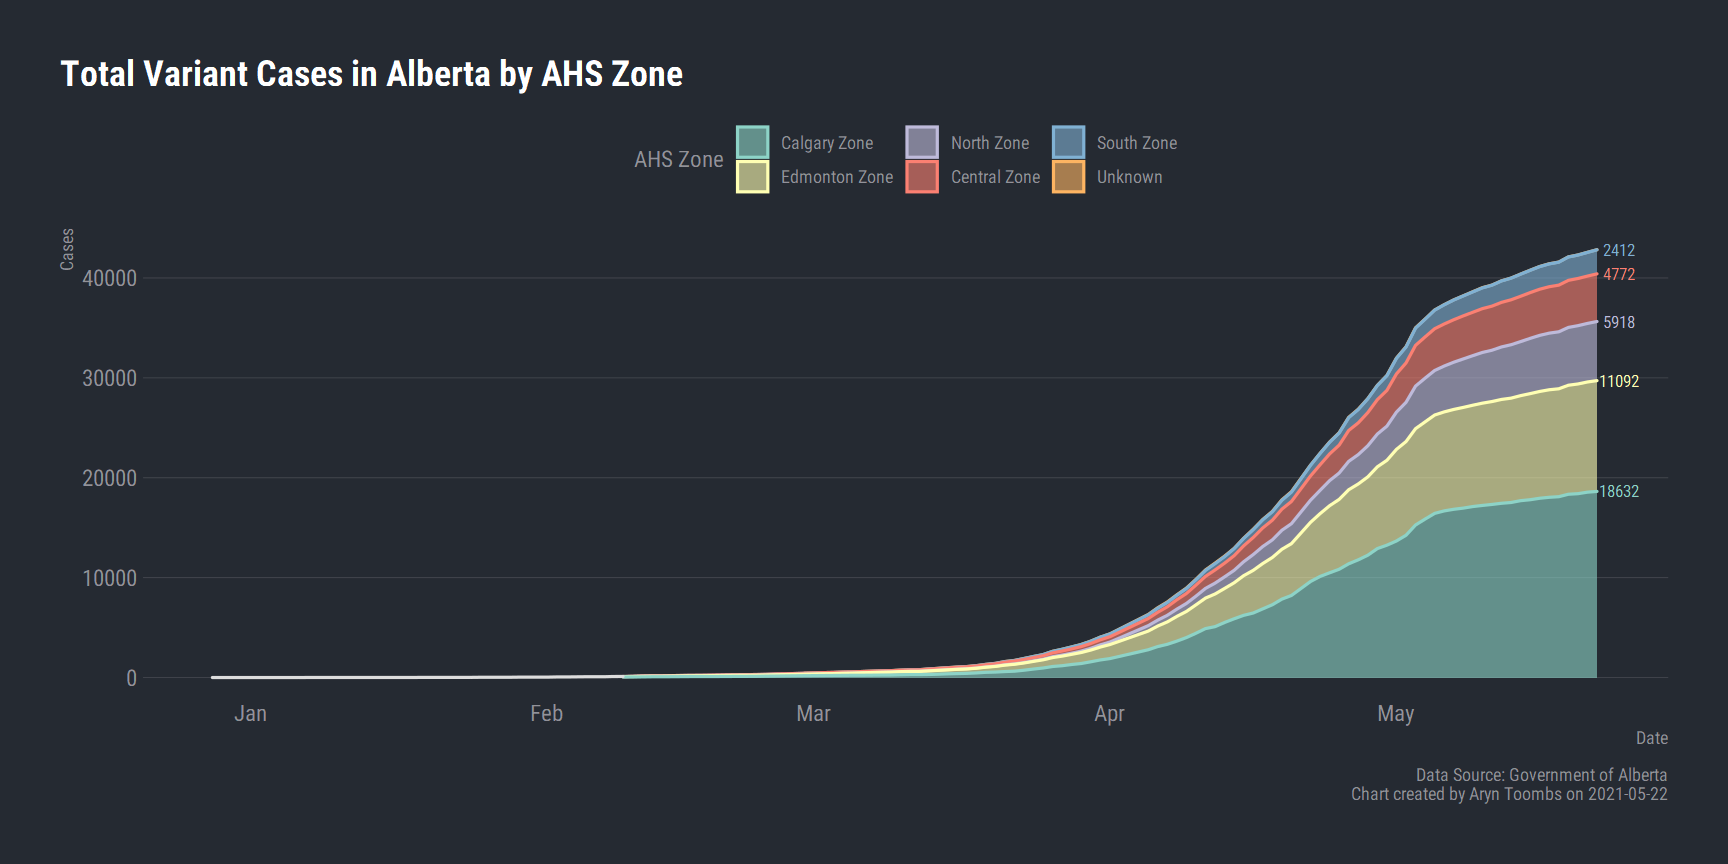 Total Variant Cases in Alberta by AHS Zone
AHS Zone
Calgary Zone
North Zone
South Zone
Edmonton Zone
Central Zone
Unknown
Cases
40000
30000
20000
10000
0
2412
4772
5918
11092
18632
Jan
Feb
Mar
Apr
May
Date
Data Source: Government of Alberta
Chart created by Aryn Toombs on 2021-05-22